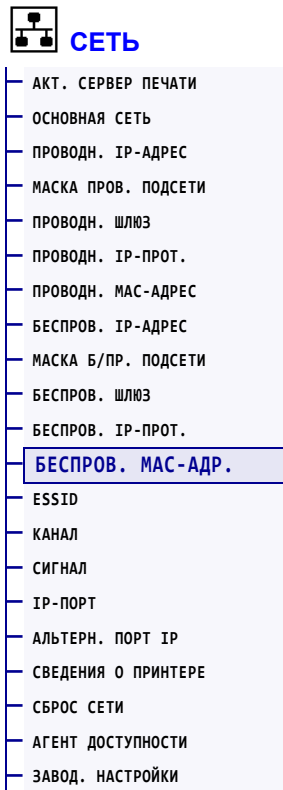 СЕТЬ
АКТ. СЕРВЕР ПЕЧАТИ
ОСНОВНАЯ СЕТЬ
ПРОВОДН. IP-АДРЕС
МАСКА ПРОВ. ПОДСЕТИ
ПРОВОДН. ШЛЮЗ
ПРОВОДН. IP-ПРОТ.
ПРОВОДН. МАС-АДРЕС
БЕСПРОВ. IP-АДРЕС
МАСКА Б/ПР. ПОДСЕТИ
БЕСПРОВ. ШЛЮЗ
БЕСПРОВ. IP-ПРОТ.
БЕСПРОВ. МАС-АДР.
ESSID
КАНАЛ
СИГНАЛ
IP-ПОРТ
АЛЬТЕРН. ПОРТ IP
СВЕДЕНИЯ О ПРИНТЕРЕ
СБРОС СЕТИ
АГЕНТ ДОСТУПНОСТИ
ЗАВОД. НАСТРОЙКИ